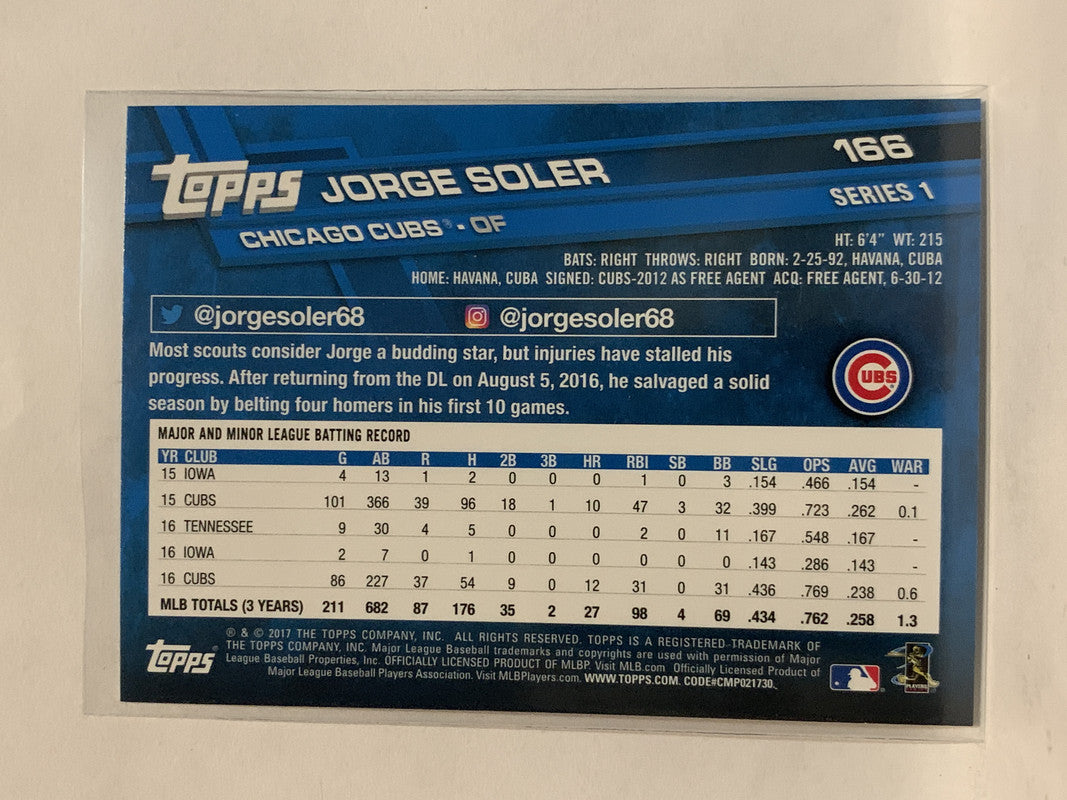 TOPPS JORGE SOLER 166
CHICAGO CUBS® • OF SERIES 1
HT: 6'4" WT: 215
BATS: RIGHT THROWS: RIGHT BORN: 2-25-92, HAVANA, CUBA
HOME: HAVANA, CUBA SIGNED: CUBS-2012 AS FREE AGENT ACQ: FREE AGENT, 6-30-12
@jorgesoler68 @jorgesoler68
Most scouts consider Jorge a budding star, but injuries have stalled his
progress. After returning from the DL on August 5, 2016, he salvaged a solid
season by belting four homers in his first 10 games.
CUBS
MAJOR AND MINOR LEAGUE BATTING RECORD
YR CLUB G AB R H 2B 3B HR RBI SB BB SLG OPS AVG WAR
15 IOWA 4 13 1 2 0 0 0 1 0 3 .154 .466 .154 -
15 CUBS 101 366 39 96 18 1 10 47 3 32 .399 .723 .262 0.1
16 TENNESSEE 9 30 4 5 0 0 0 2 0 11 .167 .548 .167 -
16 IOWA 2 7 0 1 0 0 0 0 0 0 .143 .286 .143 -
16 CUBS 86 227 37 54 9 0 12 31 0 31 .436 .769 .238 0.6
MLB TOTALS (3 YEARS) 211 682 87 176 35 2 27 98 4 69 .434 .762 .258 1.3
® & © 2017 THE TOPPS COMPANY, INC. ALL RIGHTS RESERVED. TOPPS IS A REGISTERED TRADEMARK OF
THE TOPPS COMPANY, INC. Major League Baseball trademarks and copyrights are used with permission of Major
League Baseball Properties, Inc. OFFICIALLY LICENSED PRODUCT OF MLBP. Visit MLB.com Officially Licensed Product of
Major League Baseball Players Association. Visit MLBPlayers.com. WWW.TOPPS.COM. CODE#CMP021730
TOPPS®
PLAYERS